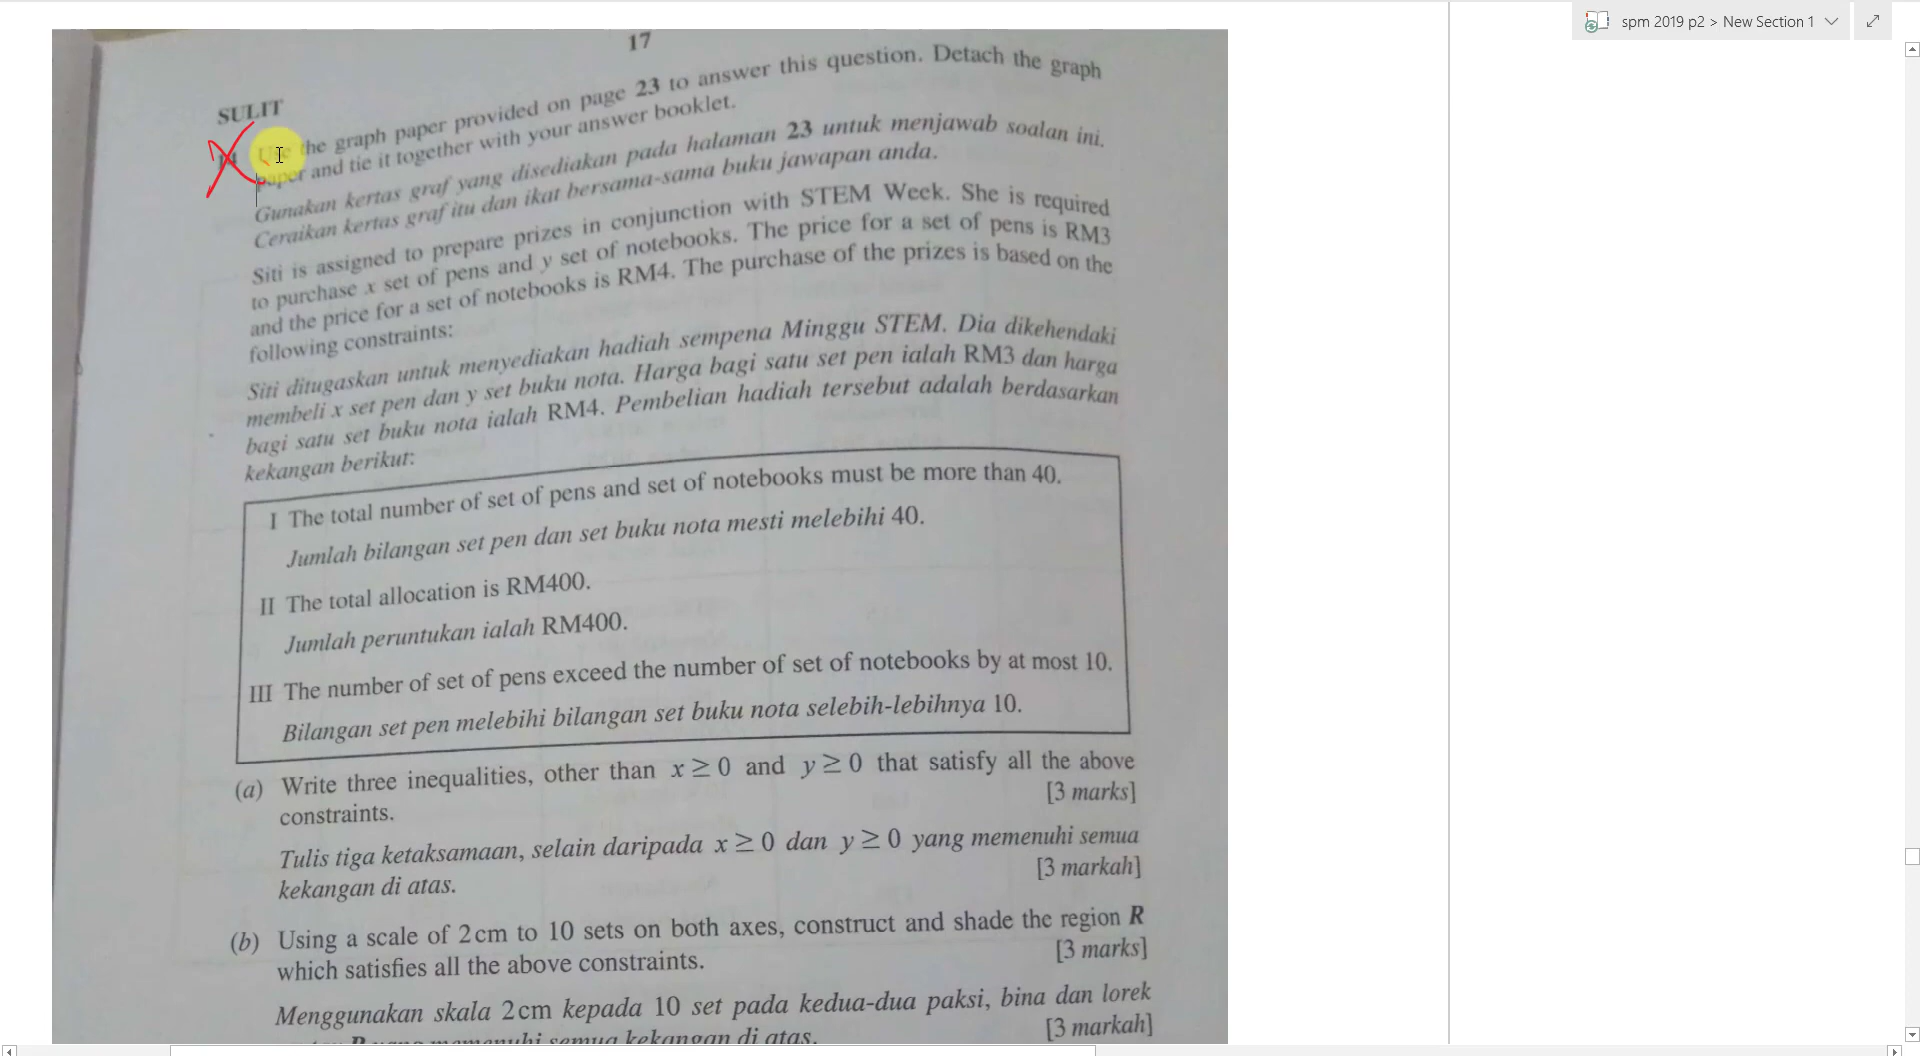 spm 2019 p2 > New Section 1
17
SULIT
the graph paper provided on page 23 to answer this question. Detach the graph
paper and tie it together with your answer booklet.
Gunakan kertas graf yang disediakan pada halaman 23 untuk menjawab soalan ini.
Ceraikan kertas graf itu dan ikat bersama-sama buku jawapan anda.
Siti is assigned to prepare prizes in conjunction with STEM Week. She is required
to purchase x set of pens and y set of notebooks. The price for a set of pens is RM3
and the price for a set of notebooks is RM4. The purchase of the prizes is based on the
following constraints:
Siti ditugaskan untuk menyediakan hadiah sempena Minggu STEM. Dia dikehendaki
membeli x set pen dan y set buku nota. Harga bagi satu set pen ialah RM3 dan harga
bagi satu set buku nota ialah RM4. Pembelian hadiah tersebut adalah berdasarkan
kekangan berikut:
I The total number of set of pens and set of notebooks must be more than 40.
Jumlah bilangan set pen dan set buku nota mesti melebihi 40.
II The total allocation is RM400.
Jumlah peruntukan ialah RM400.
III The number of set of pens exceed the number of set of notebooks by at most 10.
Bilangan set pen melebihi bilangan set buku nota selebih-lebihnya 10.
(a) Write three inequalities, other than x ≥ 0 and y ≥ 0 that satisfy all the above
constraints. [3 marks]
Tulis tiga ketaksamaan, selain daripada x ≥ 0 dan y ≥ 0 yang memenuhi semua
kekangan di atas. [3 markah]
(b) Using a scale of 2 cm to 10 sets on both axes, construct and shade the region R
which satisfies all the above constraints. [3 marks]
Menggunakan skala 2 cm kepada 10 set pada kedua-dua paksi, bina dan lorek
memenuhi semua kekangan di atas. [3 markah]